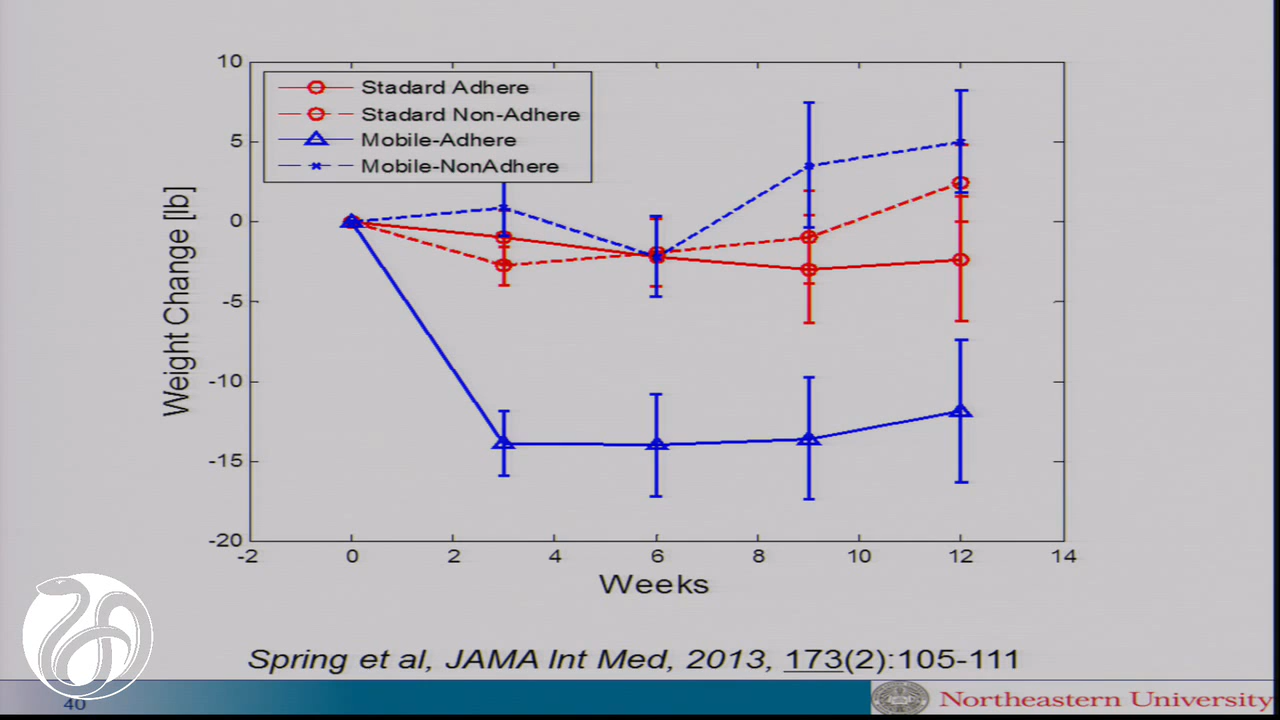 10
5
0
-5
-10
-15
-20
Weight Change [lb]
Stadard Adhere
Stadard Non-Adhere
Mobile-Adhere
Mobile-NonAdhere
-2 0 2 4 6 8 10 12 14
Weeks
Spring et al, JAMA Int Med, 2013, 173(2):105-111
40
Northeastern University